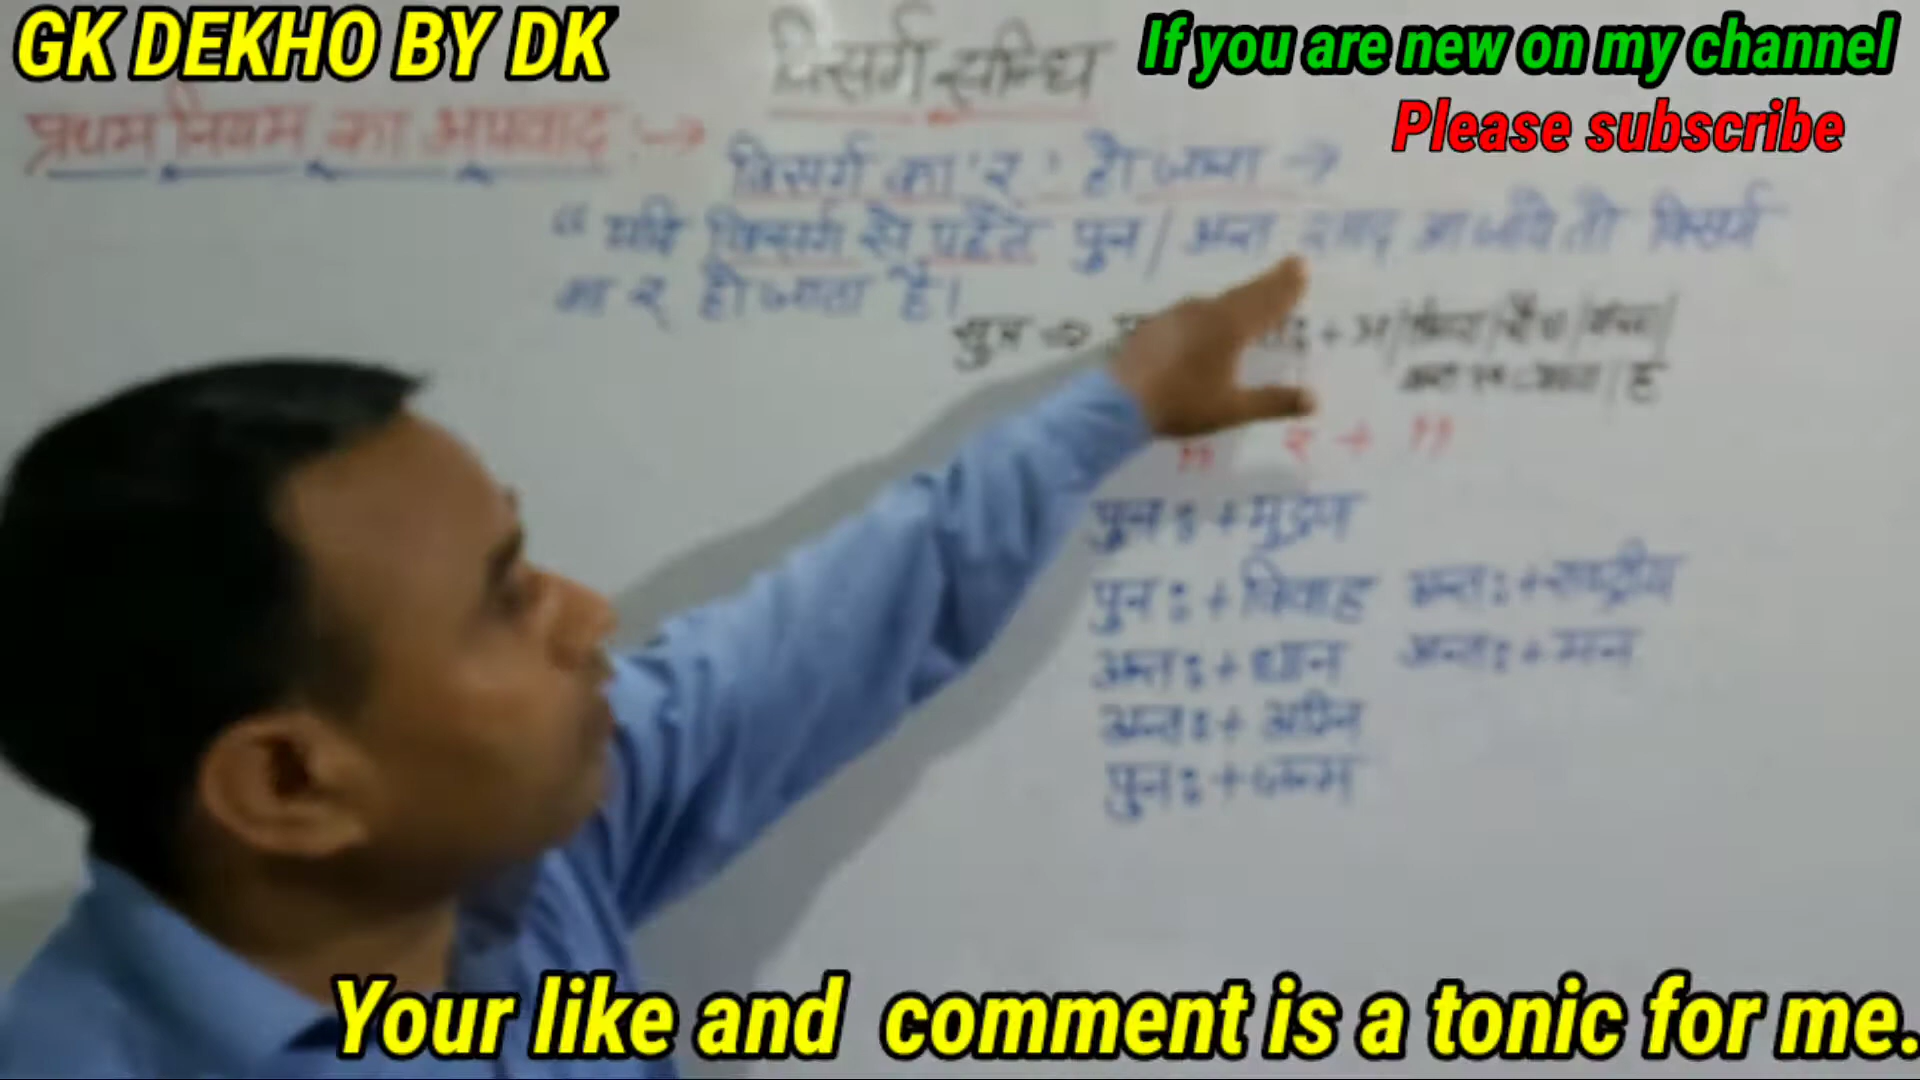 GK DEKHO BY DK
If you are new on my channel
Please subscribe
विसर्ग सन्धि
प्रथम नियम का अपवाद :→
विसर्ग का 'र' हो जाना →
“यदि विसर्ग से पहले पुन / अन्त शब्द आ जाये तो विसर्ग
का र हो जाता है।
र + "
पुनः + मुद्रण
पुनः + विवाह अन्तः + राष्ट्रीय
अन्तः + धान अन्तः + मन
अन्तः + अग्नि
पुनः + जन्म
Your like and comment is a tonic for me.